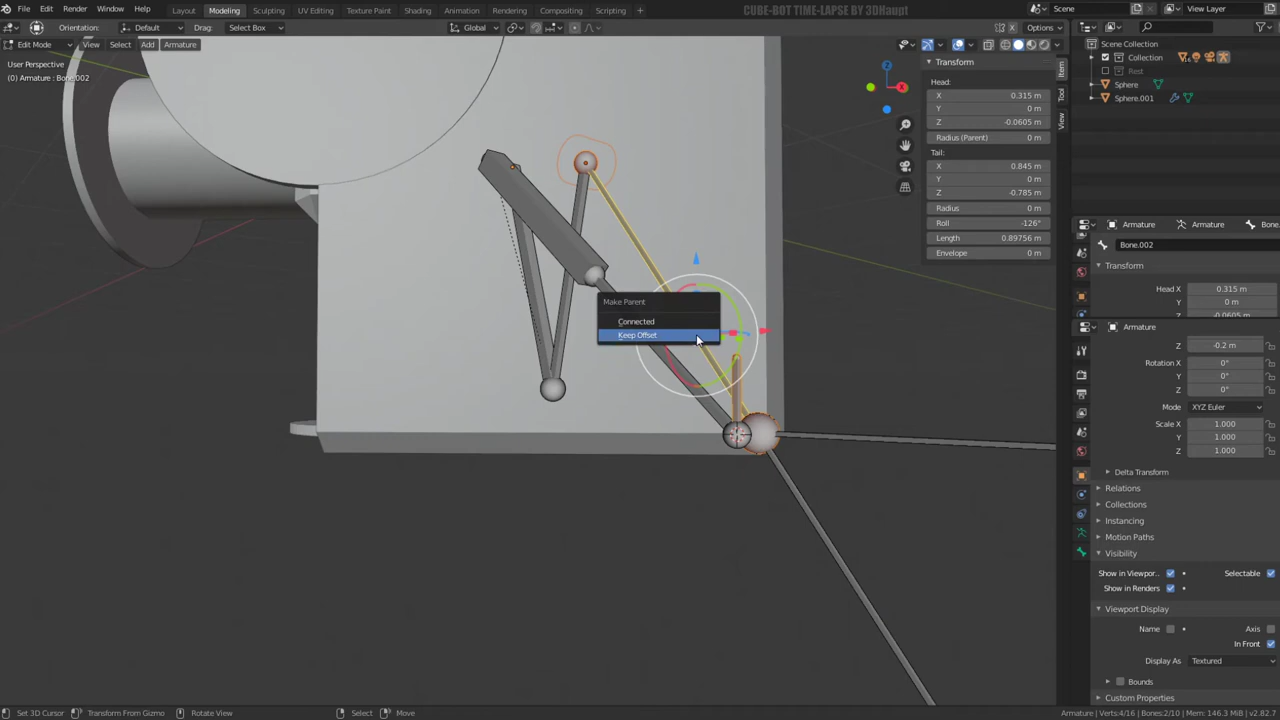 File Edit Render Window Help Layout Modeling Sculpting UV Editing Texture Paint Shading Animation Rendering Compositing Scripting CUBE-BOT TIME-LAPSE BY 3DHaupt Scene View Layer
Orientation: Default Drag: Select Box Global Options
Edit Mode View Select Add Armature
User Perspective
(0) Armature : Bone.002
Make Parent
Connected
Keep Offset
Z
X
Transform
Head:
X 0.315 m
Y 0 m
Z -0.0605 m
Radius (Parent) 0 m
Tail:
X 0.845 m
Y 0 m
Z -0.785 m
Radius 0 m
Roll -126°
Length 0.89756 m
Envelope 0 m
Item
Tool
View
Scene Collection
Collection
Rest
Sphere
Sphere.001
Armature Armature Bone.
Bone.002
Transform
Head X 0.315 m
Y 0 m
Armature
Z -0.2 m
Rotation X 0°
Y 0°
Z 0°
Mode XYZ Euler
Scale X 1.000
Y 1.000
Z 1.000
Delta Transform
Relations
Collections
Instancing
Motion Paths
Visibility
Show in Viewpor.. Selectable
Show in Renders
Viewport Display
Name Axis
In Front
Display As Textured
Bounds
Custom Properties
Set 3D Cursor Transform From Gizmo Rotate View Select Move Armature | Verts:4/16 | Bones:2/10 | Mem: 146.3 MiB | v2.82.7